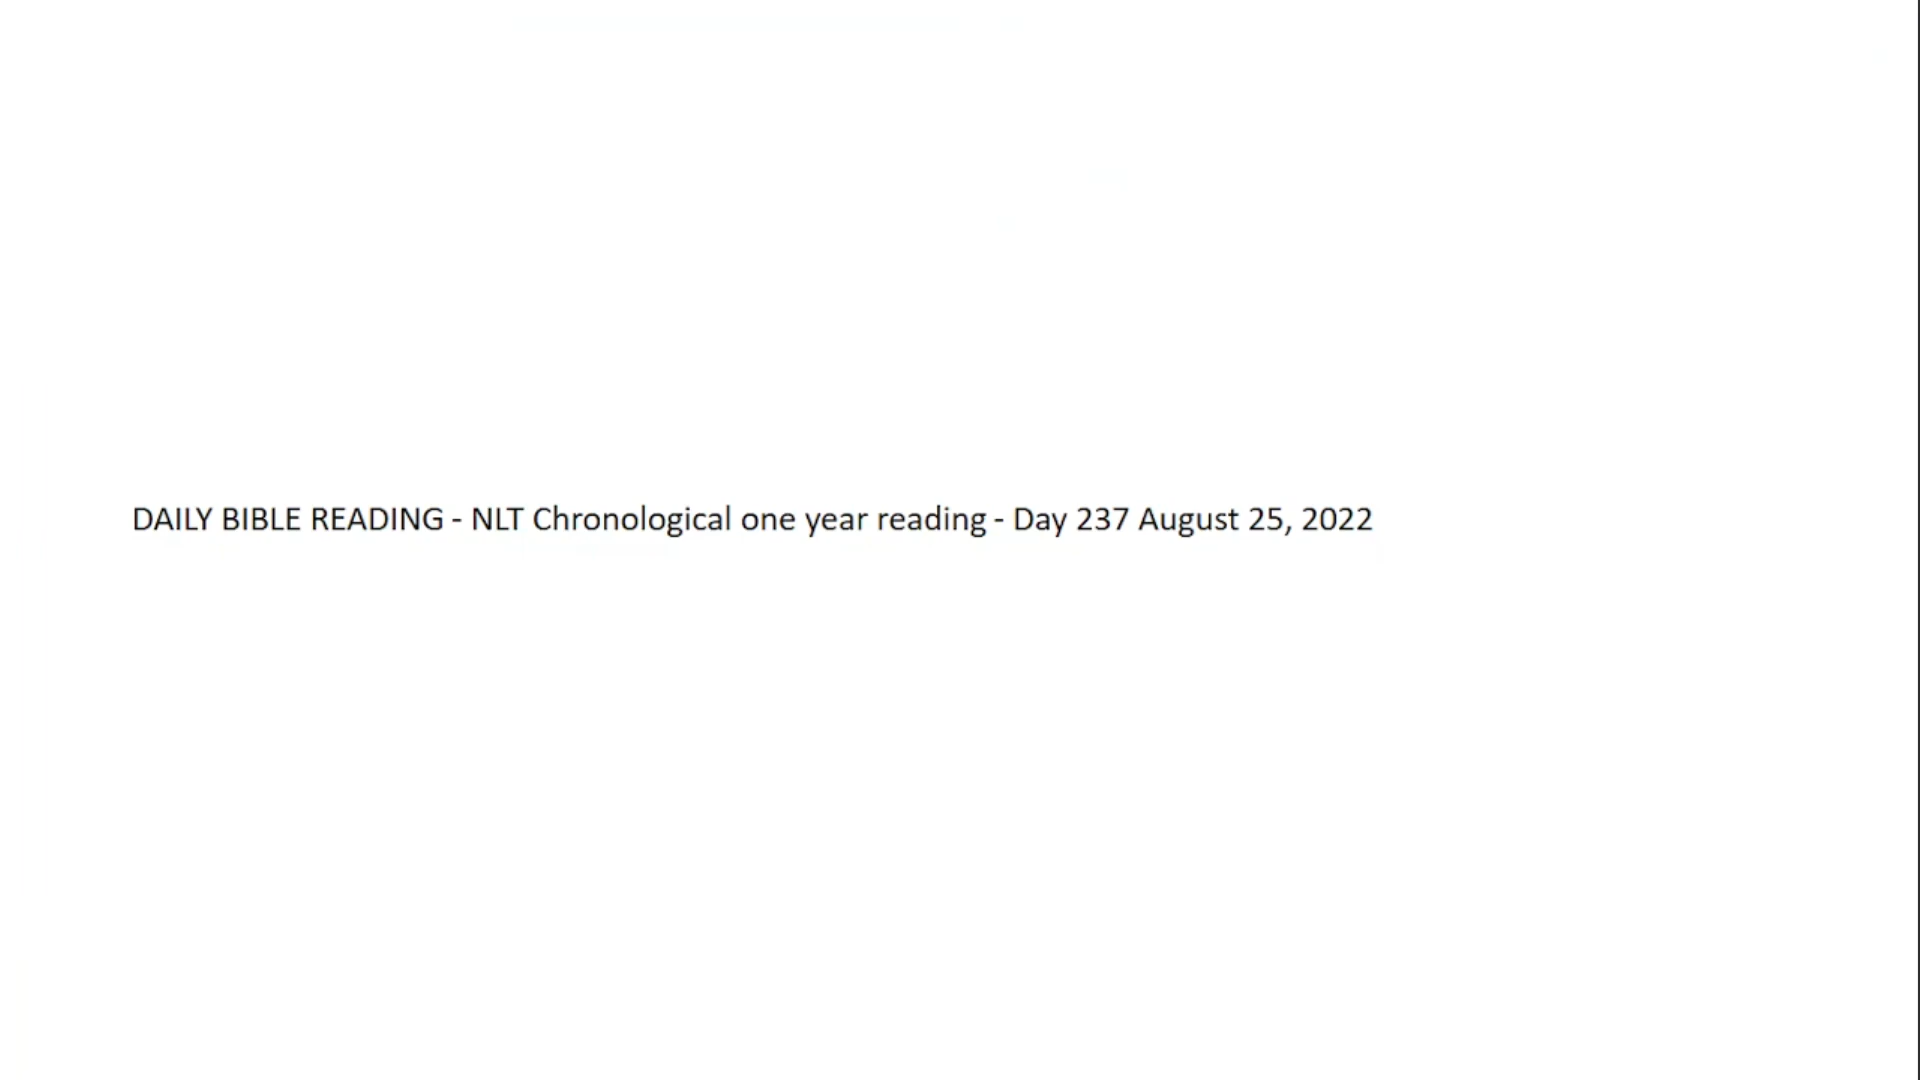 DAILY BIBLE READING - NLT Chronological one year reading - Day 237 August 25, 2022